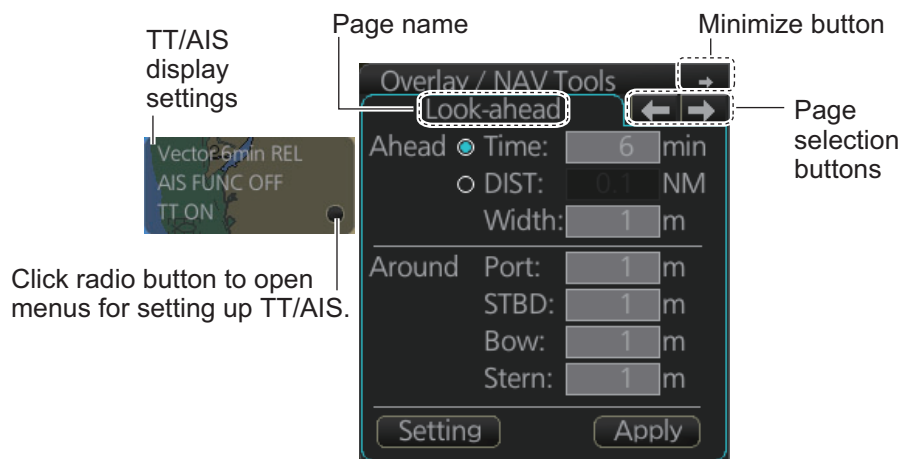 TT/AIS
display
settings
Page name
Minimize button
Page
selection
buttons
Vector 6min REL
AIS FUNC OFF
TT ON
Click radio button to open
menus for setting up TT/AIS.
Overlay / NAV Tools
Look-ahead
Ahead Time: 6 min
DIST: 0.1 NM
Width: 1 m
Around Port: 1 m
STBD: 1 m
Bow: 1 m
Stern: 1 m
Setting Apply